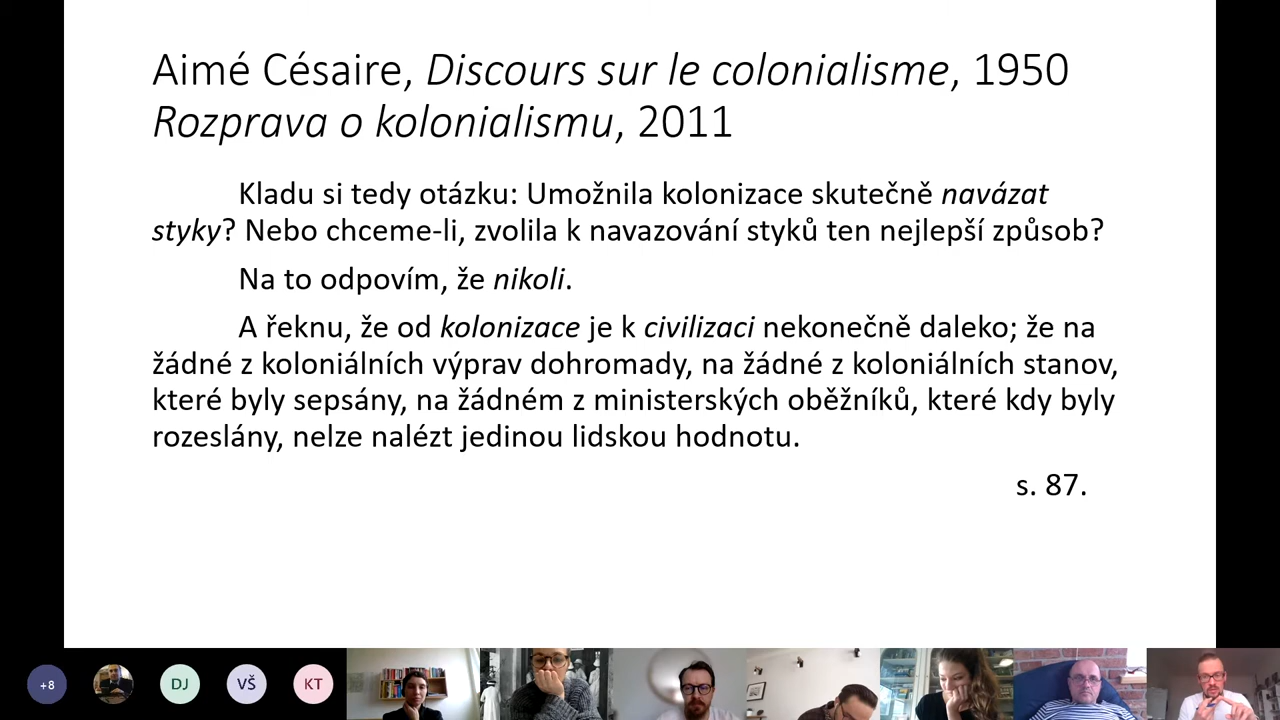 Aimé Césaire, Discours sur le colonialisme, 1950
Rozprava o kolonialismu, 2011
Kladu si tedy otázku: Umožnila kolonizace skutečně navázat
styky? Nebo chceme-li, zvolila k navazování styků ten nejlepší způsob?
Na to odpovím, že nikoli.
A řeknu, že od kolonizace je k civilizaci nekonečně daleko; že na
žádné z koloniálních výprav dohromady, na žádné z koloniálních stanov,
které byly sepsány, na žádném z ministerských oběžníků, které kdy byly
rozeslány, nelze nalézt jedinou lidskou hodnotu.
s. 87.
+8 DJ VŠ KT